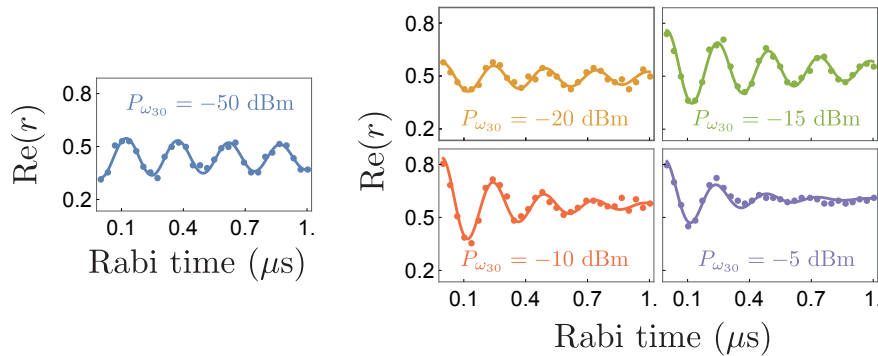 0.8
0.5
0.2
Re(r)
P_{ω30} = −50 dBm
0.1 0.4 0.7 1.
Rabi time (μs)
0.8
0.5
0.2
P_{ω30} = −20 dBm
P_{ω30} = −15 dBm
Re(r)
0.8
0.5
0.2
P_{ω30} = −10 dBm
P_{ω30} = −5 dBm
0.1 0.4 0.7 1.
0.1 0.4 0.7 1.
Rabi time (μs)